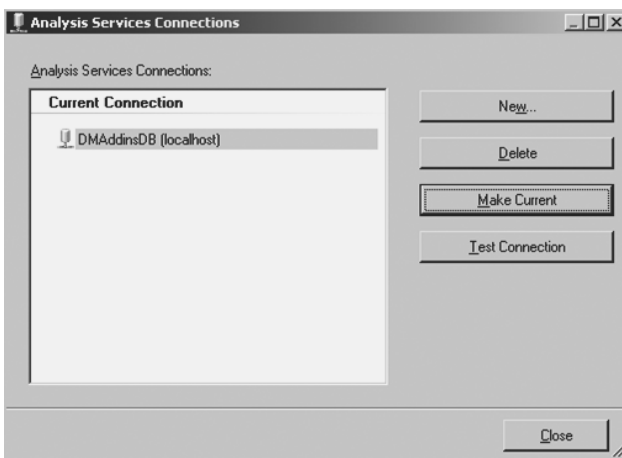 Analysis Services Connections
Analysis Services Connections:
Current Connection
DMAddinsDB (localhost)
New...
Delete
Make Current
Test Connection
Close